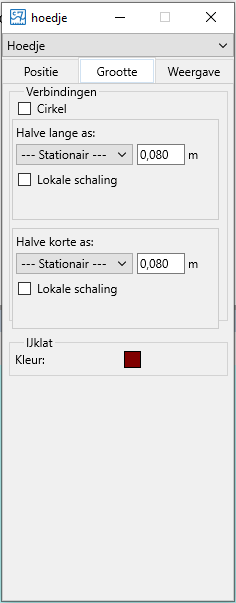 hoedje
Hoedje
Positie Grootte Weergave
Verbindingen
Cirkel
Halve lange as:
--- Stationair --- 0,080 m
Lokale schaling
Halve korte as:
--- Stationair --- 0,080 m
Lokale schaling
IJklat
Kleur: